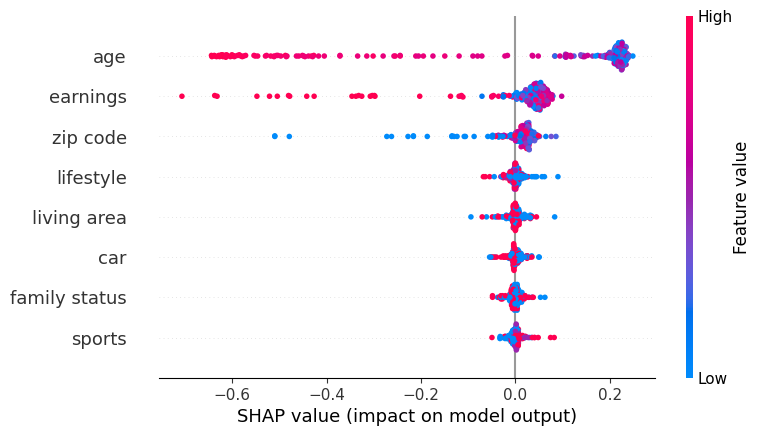 High
age
earnings
zip code
lifestyle
living area
car
family status
sports
Feature value
Low
−0.6 −0.4 −0.2 0.0 0.2
SHAP value (impact on model output)